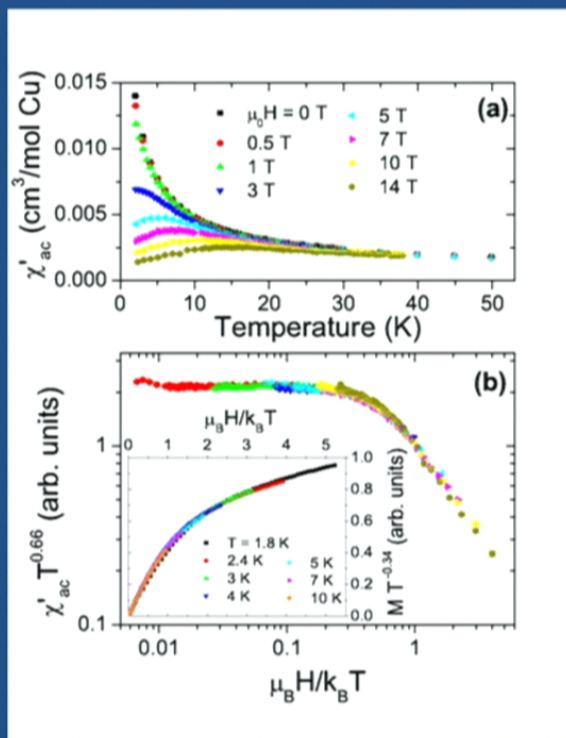 (a)
χ'ac (cm³/mol Cu)
0.015
0.010
0.005
0.000
μ₀H = 0 T
0.5 T
1 T
3 T
5 T
7 T
10 T
14 T
0 10 20 30 40 50
Temperature (K)
(b)
χ'ac T^0.66 (arb. units)
1
0.1
μBH/kBT
0 1 2 3 4 5
1.0
0.8
0.6
0.4
0.2
0.0
M T^-0.34 (arb. units)
T = 1.8 K
2.4 K
3 K
4 K
5 K
7 K
10 K
0.01 0.1 1
μBH/kBT